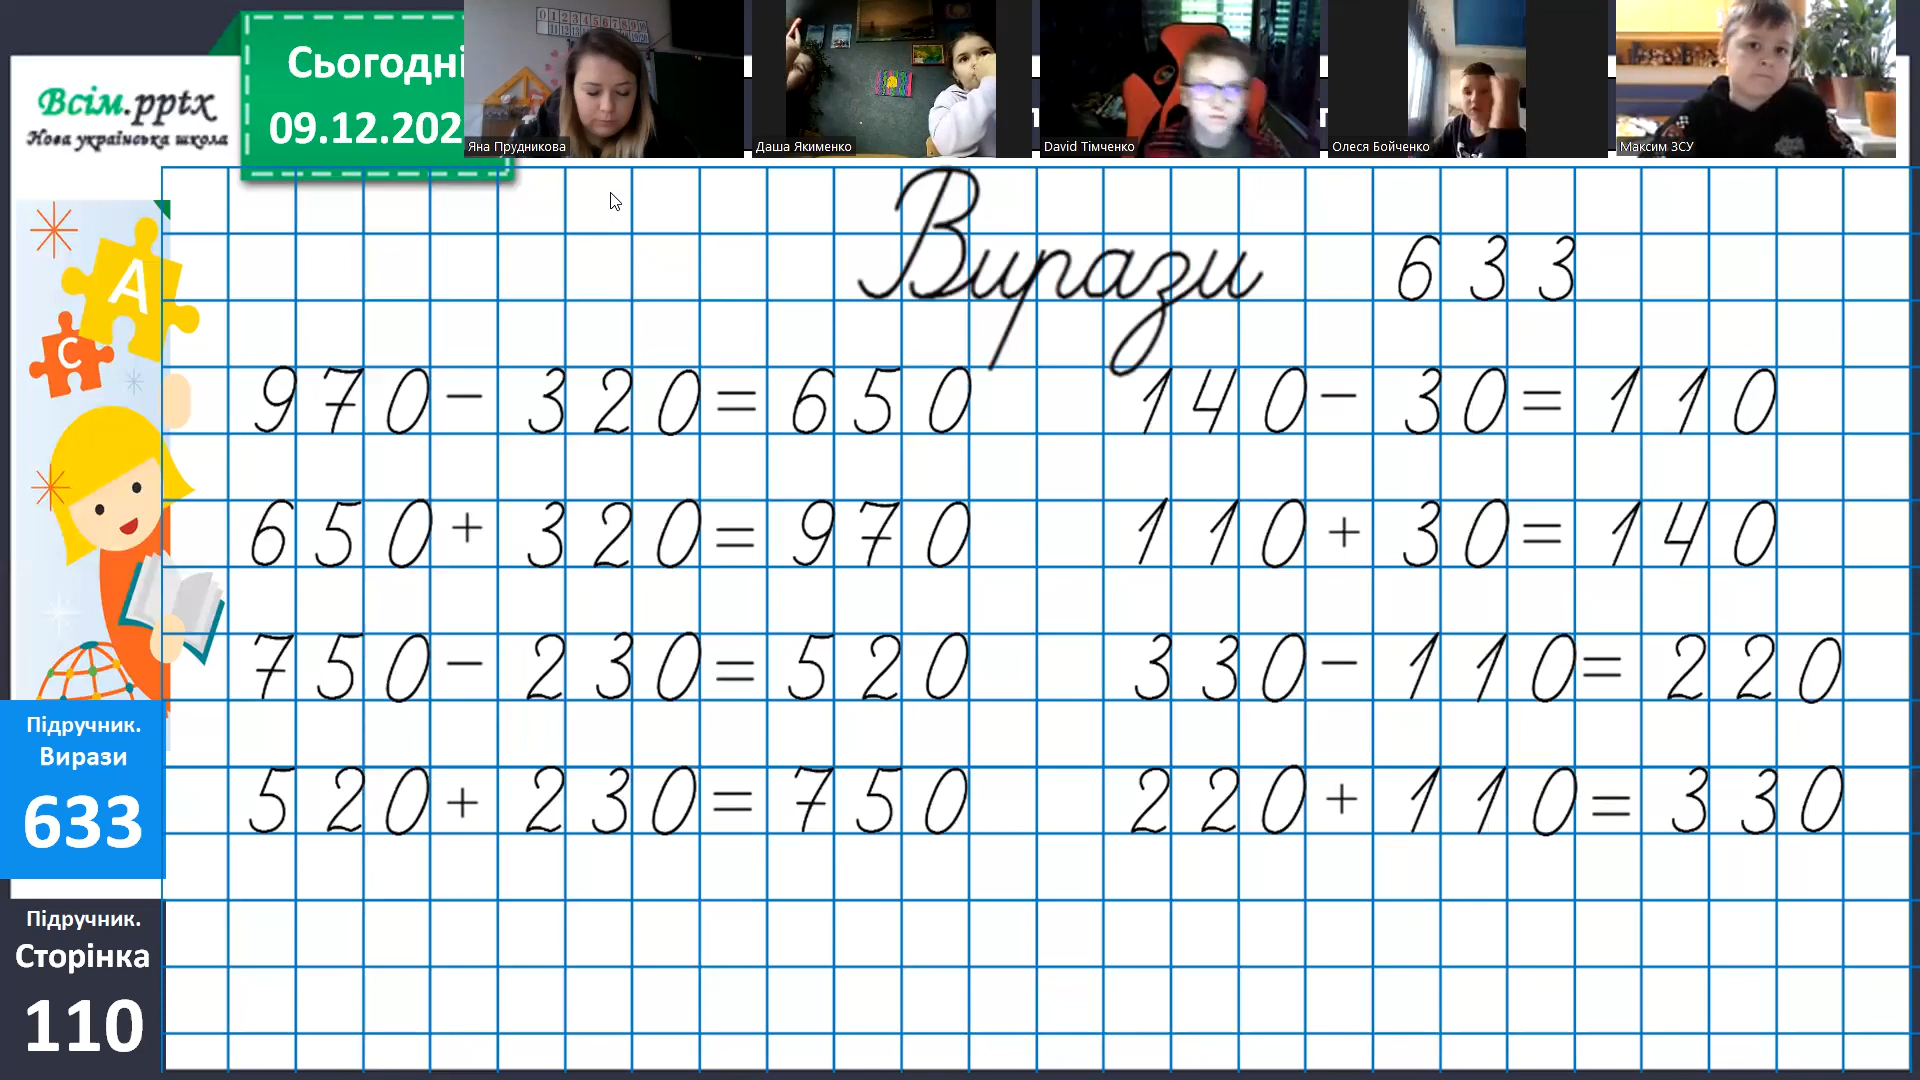 Всім.pptx
Нова українська школа
Сьогодні
09.12.202
Яна Прудникова
Даша Якименко
David Тімченко
Олеся Бойченко
Максим ЗСУ
А
С
Вирази 633
970 - 320 = 650
140 - 30 = 110
650 + 320 = 970
110 + 30 = 140
750 - 230 = 520
330 - 110 = 220
520 + 230 = 750
220 + 110 = 330
Підручник.
Вирази
633
Підручник.
Сторінка
110